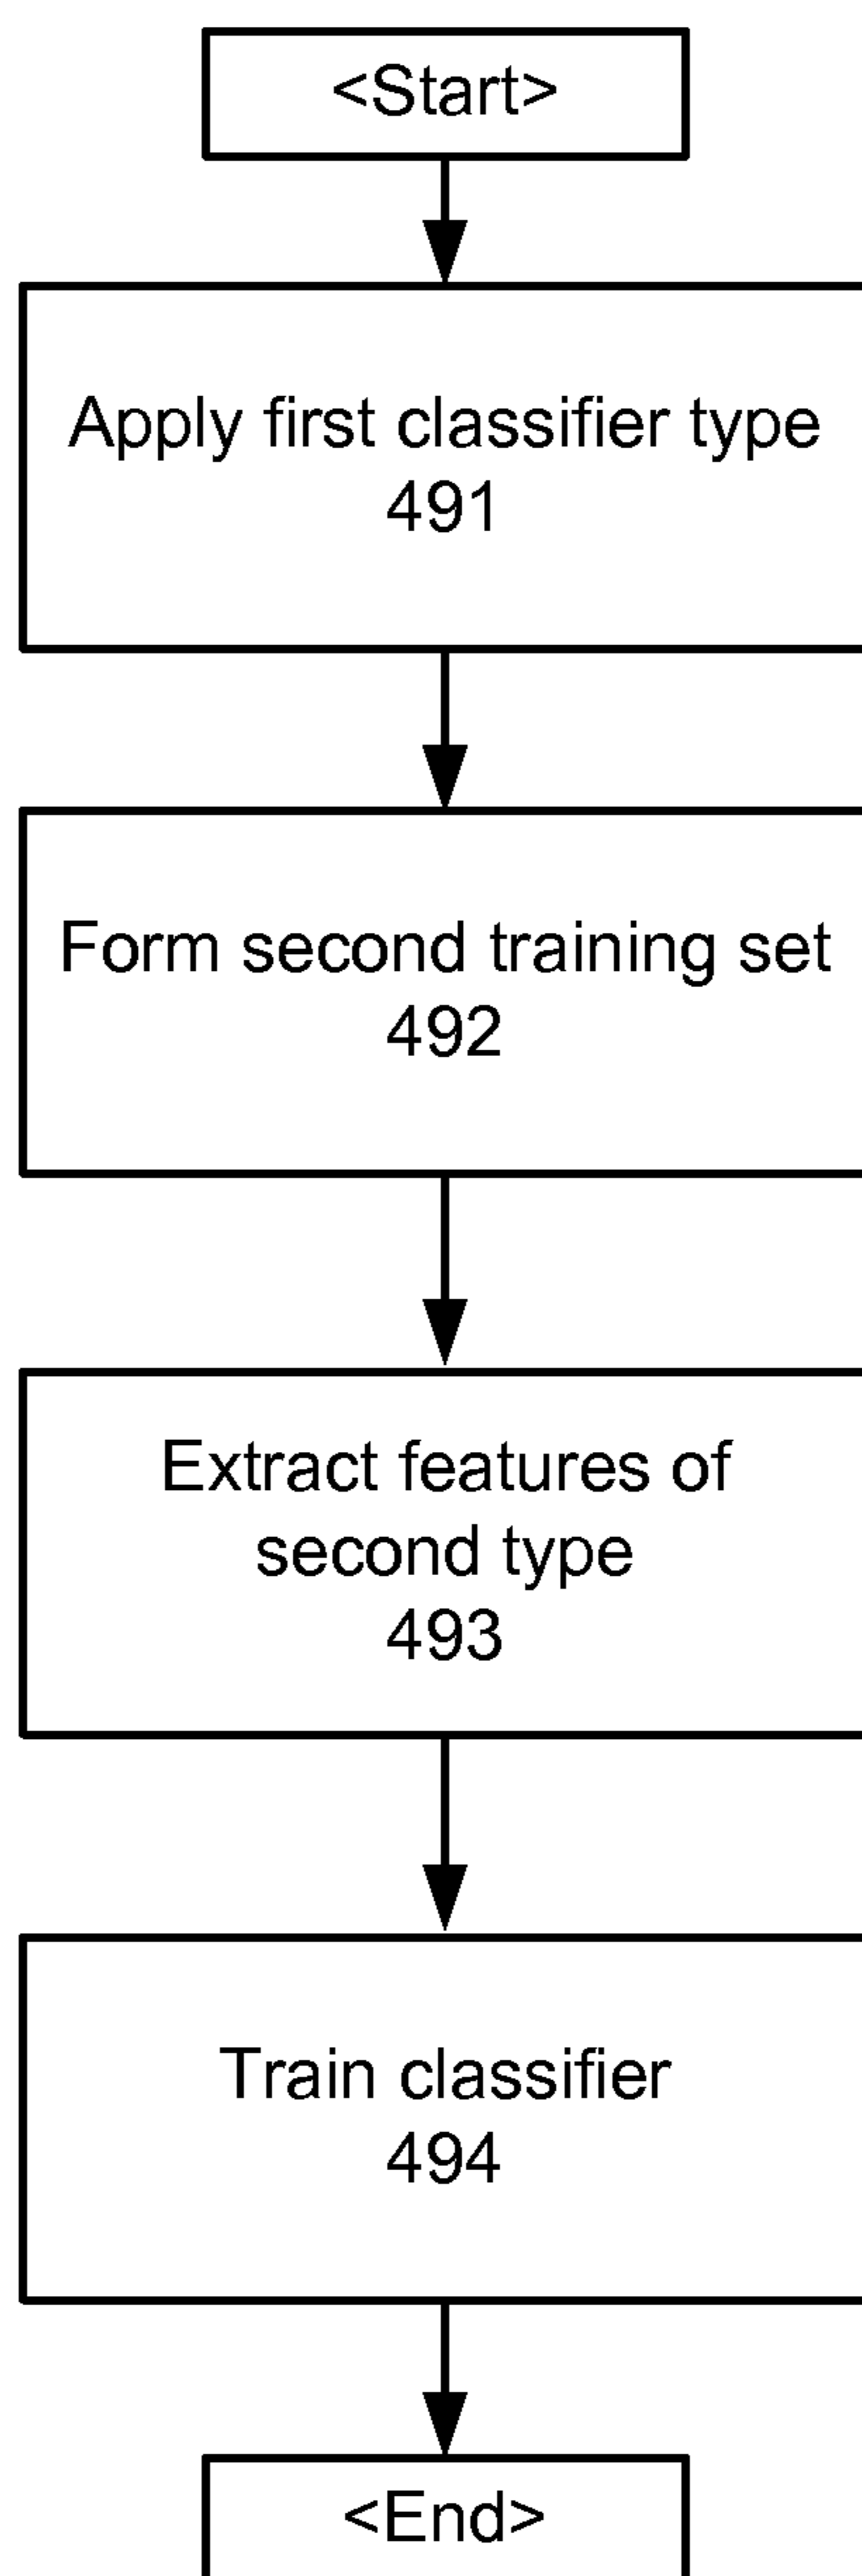 <Start>
Apply first classifier type
491
Form second training set
492
Extract features of
second type
493
Train classifier
494
<End>